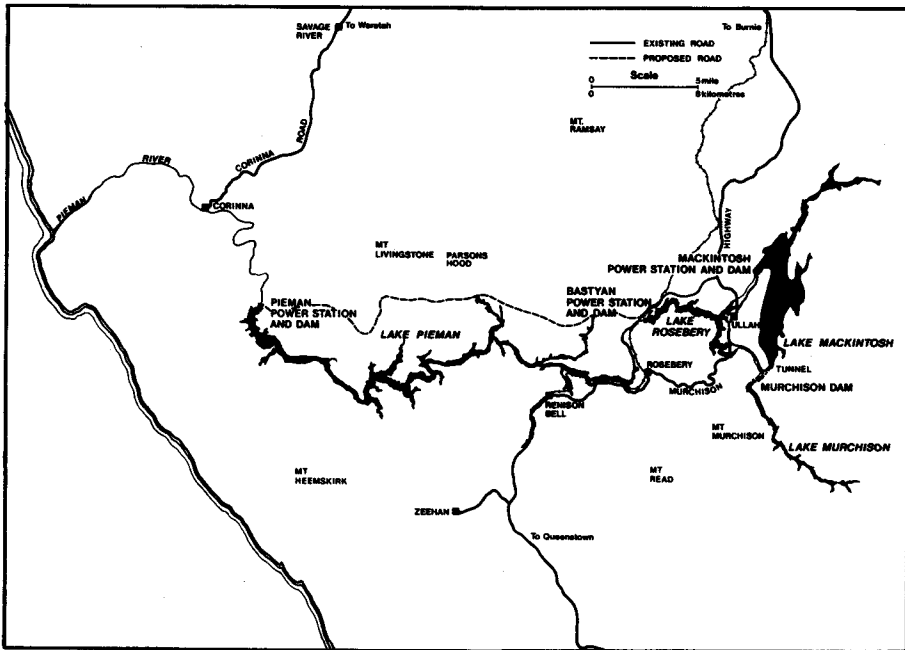 SAVAGE
RIVER
To Waratah
To Burnie
EXISTING ROAD
PROPOSED ROAD
Scale
0 5 mile
0 8 kilometres
MT.
RAMSAY
CORINNA ROAD
PIEMAN RIVER
CORINNA
HIGHWAY
MT
LIVINGSTONE
PARSONS
HOOD
MACKINTOSH
POWER STATION AND DAM
BASTYAN
POWER STATION
AND DAM
PIEMAN
POWER STATION
AND DAM
LAKE PIEMAN
LAKE
ROSEBERY
TULLAH
LAKE MACKINTOSH
ROSEBERY
TUNNEL
MURCHISON
MURCHISON DAM
RENISON
BELL
MT
MURCHISON
LAKE MURCHISON
MT
HEEMSKIRK
MT
READ
ZEEHAN
To Queenstown